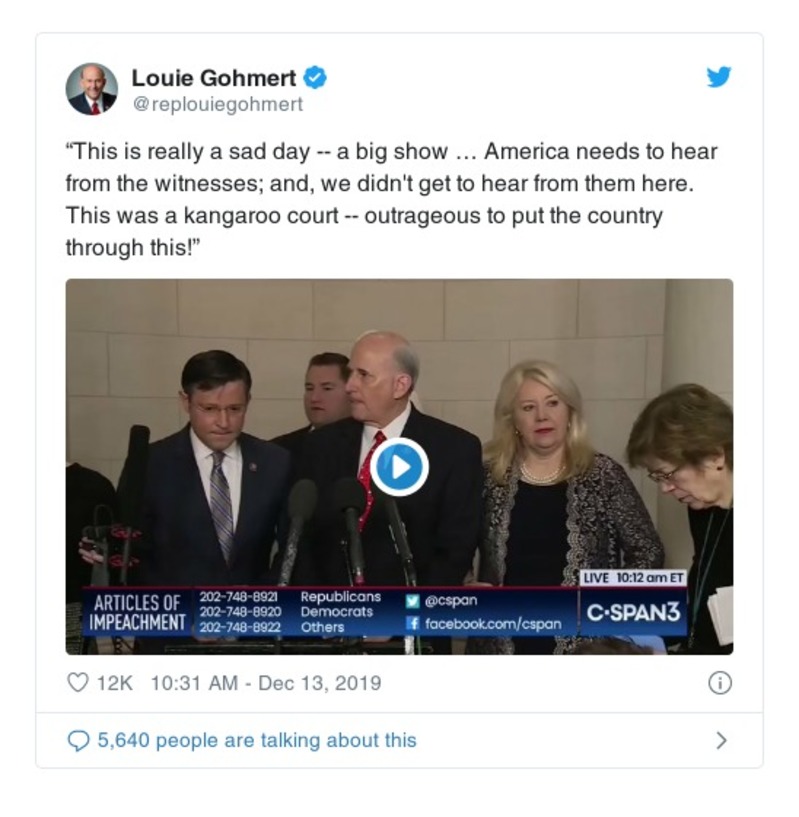 Louie Gohmert
@replouiegohmert
“This is really a sad day -- a big show … America needs to hear
from the witnesses; and, we didn't get to hear from them here.
This was a kangaroo court -- outrageous to put the country
through this!”
LIVE 10:12 am ET
ARTICLES OF
IMPEACHMENT
202-748-8921 Republicans
202-748-8920 Democrats
202-748-8922 Others
@cspan
facebook.com/cspan
C·SPAN3
12K 10:31 AM - Dec 13, 2019
5,640 people are talking about this